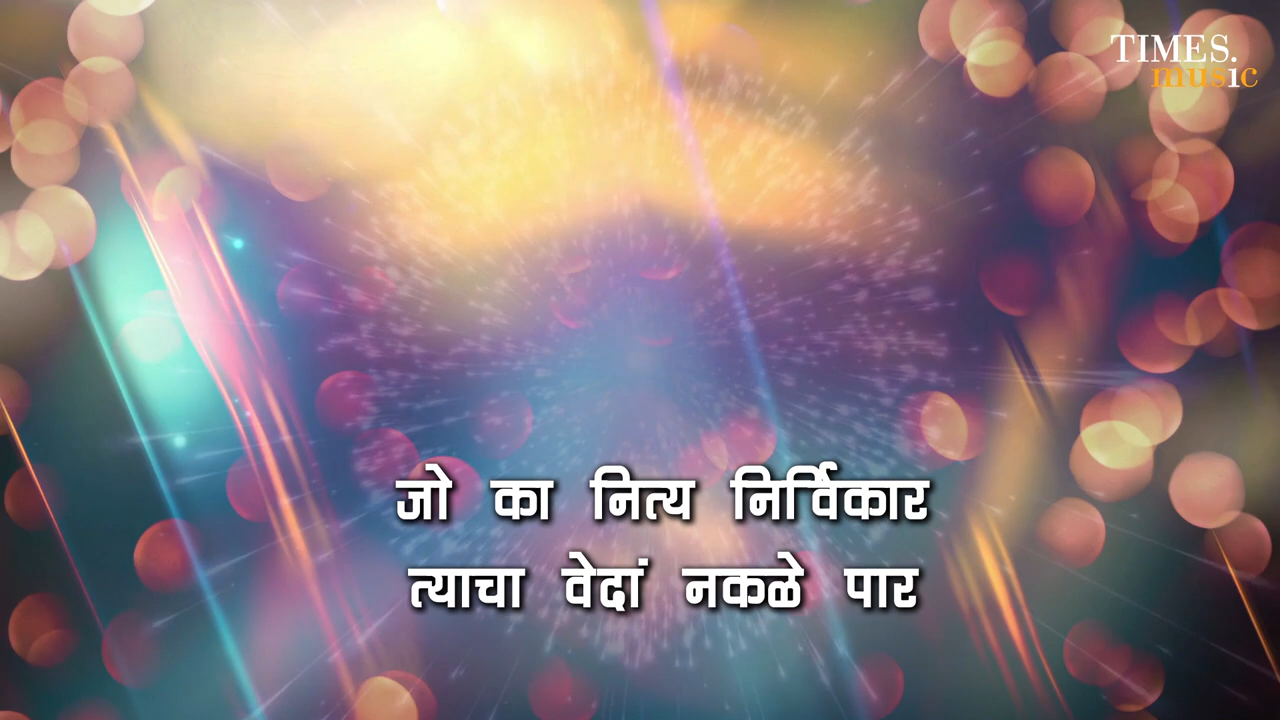 TIMES.
music
जो का नित्य निर्विकार
त्याचा वेदां नकळे पार